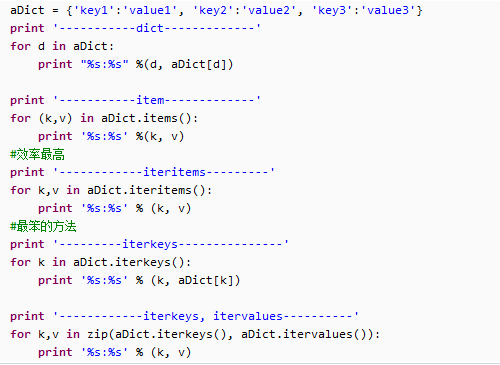 aDict = {'key1':'value1', 'key2':'value2', 'key3':'value3'}
print '-----------dict-------------'
for d in aDict:
    print "%s:%s" %(d, aDict[d])

print '-----------item-------------'
for (k,v) in aDict.items():
    print '%s:%s' %(k, v)
#效率最高
print '------------iteritems---------'
for k,v in aDict.iteritems():
    print '%s:%s' % (k, v)
#最笨的方法
print '---------iterkeys---------------'
for k in aDict.iterkeys():
    print '%s:%s' % (k, aDict[k])

print '------------iterkeys, itervalues----------'
for k,v in zip(aDict.iterkeys(), aDict.itervalues()):
    print '%s:%s' % (k, v)